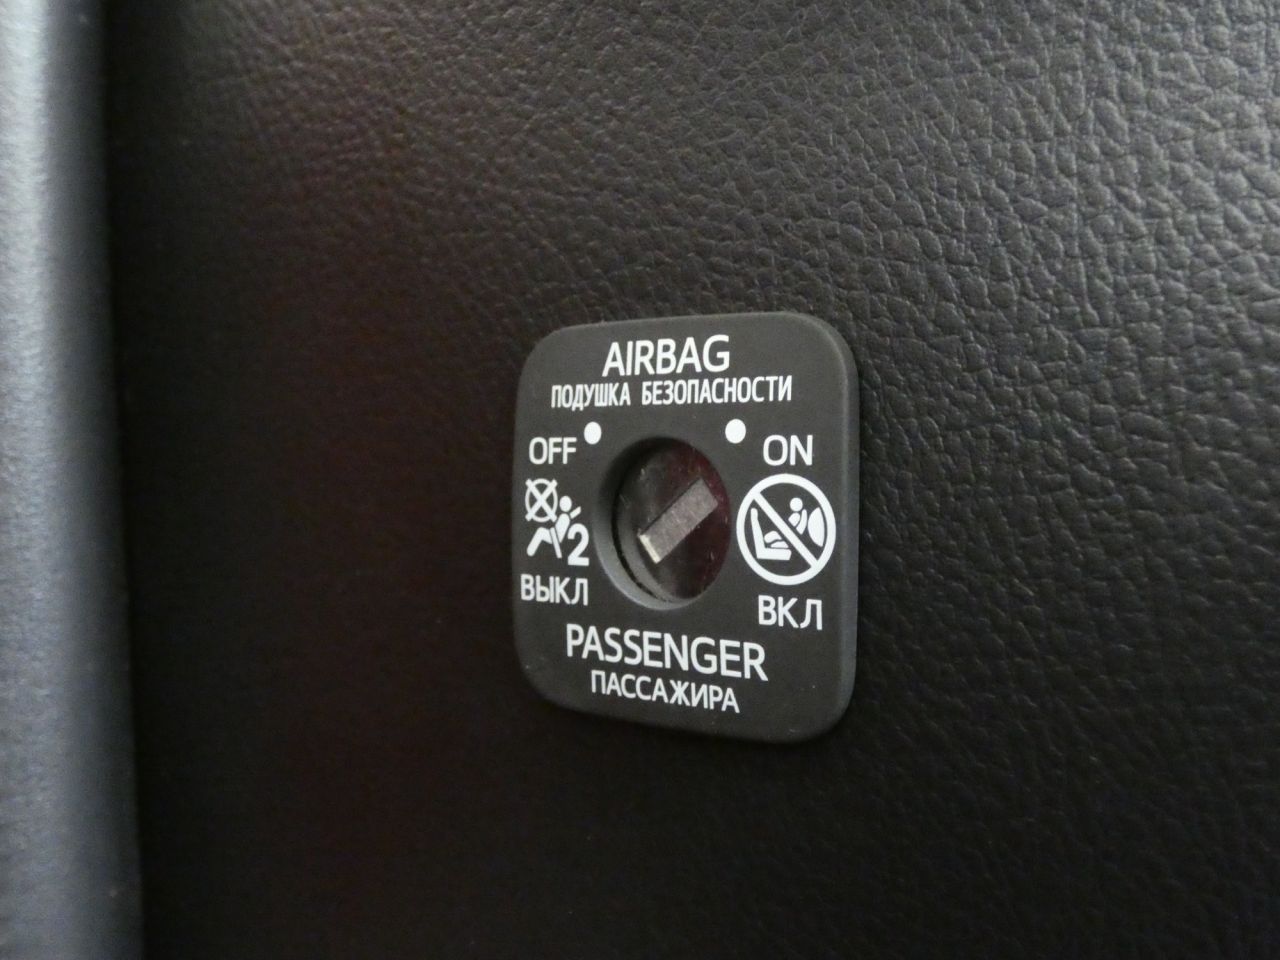 AIRBAG
ПОДУШКА БЕЗОПАСНОСТИ
OFF
ON
2
ВЫКЛ
ВКЛ
PASSENGER
ПАССАЖИРА